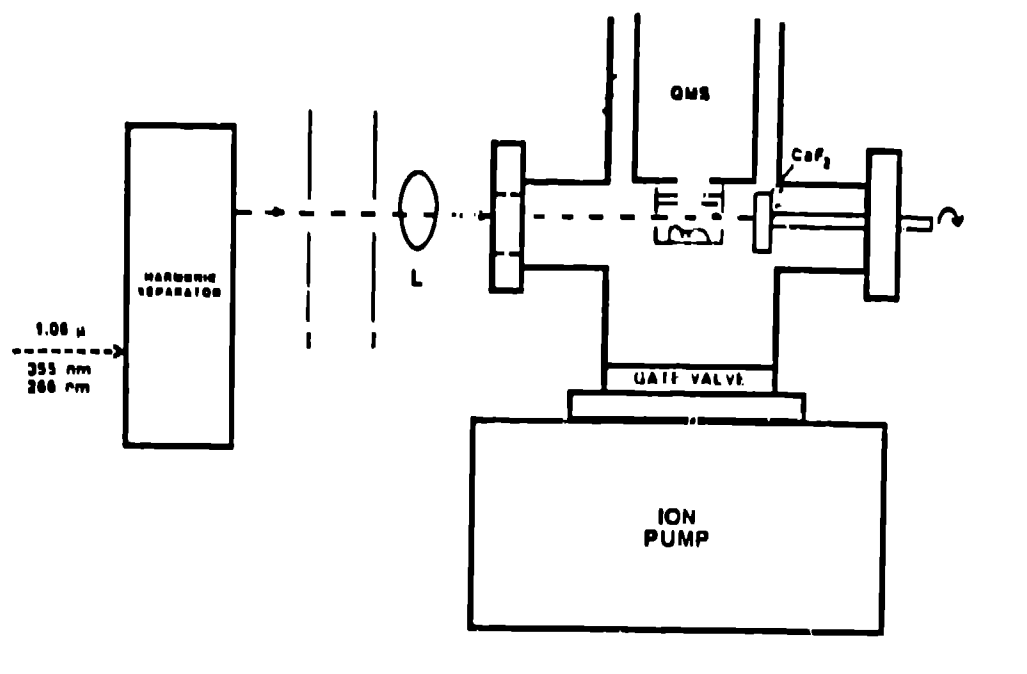 QMS
CaF₂
HARMONIC
SEPARATOR
L
1.06 μ
355 nm
266 nm
GATE VALVE
ION
PUMP